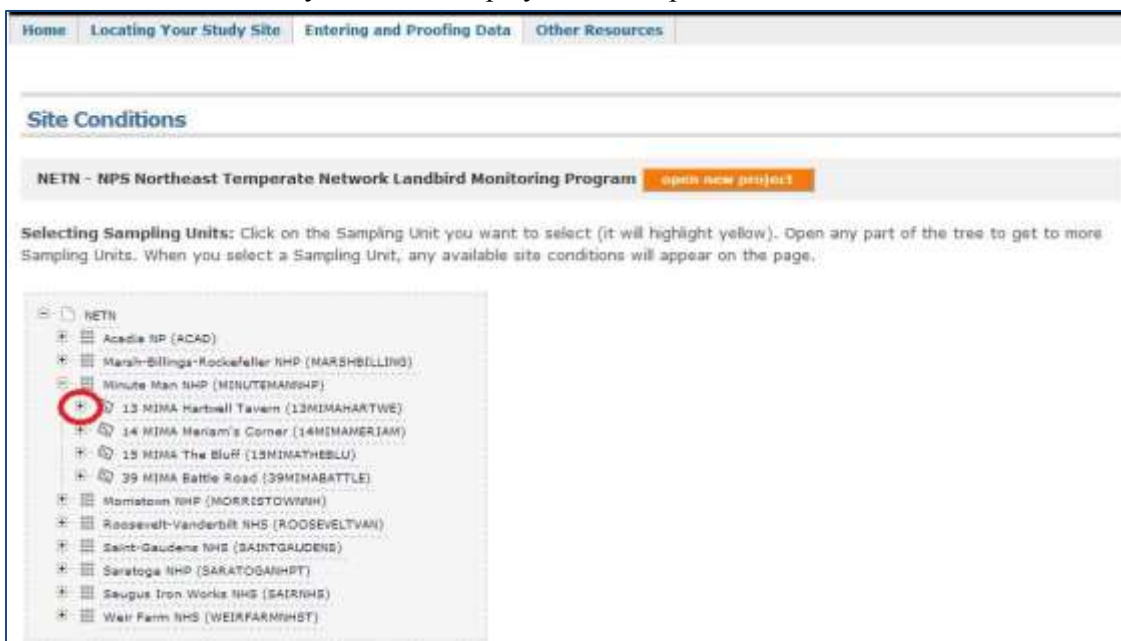 Home Locating Your Study Site Entering and Proofing Data Other Resources
Site Conditions
NETN - NPS Northeast Temperate Network Landbird Monitoring Program open new project
Selecting Sampling Units: Click on the Sampling Unit you want to select (it will highlight yellow). Open any part of the tree to get to more
Sampling Units. When you select a Sampling Unit, any available site conditions will appear on the page.
NETN
Acadia NP (ACAD)
Marsh-Billings-Rockefeller NHP (MARSHBILLING)
Minute Man NHP (MINUTEMANNHP)
13 MIMA Hartwell Tavern (13MIMAHARTWE)
14 MIMA Meriam's Corner (14MIMAMERIAM)
15 MIMA The Bluff (15MIMATHEBLU)
39 MIMA Battle Road (39MIMABATTLE)
Morristown NHP (MORRISTOWNNH)
Roosevelt-Vanderbilt NHS (ROOSEVELTVAN)
Saint-Gaudens NHS (SAINTGAUDENS)
Saratoga NHP (SARATOGANHPT)
Saugus Iron Works NHS (SAIRNHS)
Weir Farm NHS (WEIRFARMNHST)